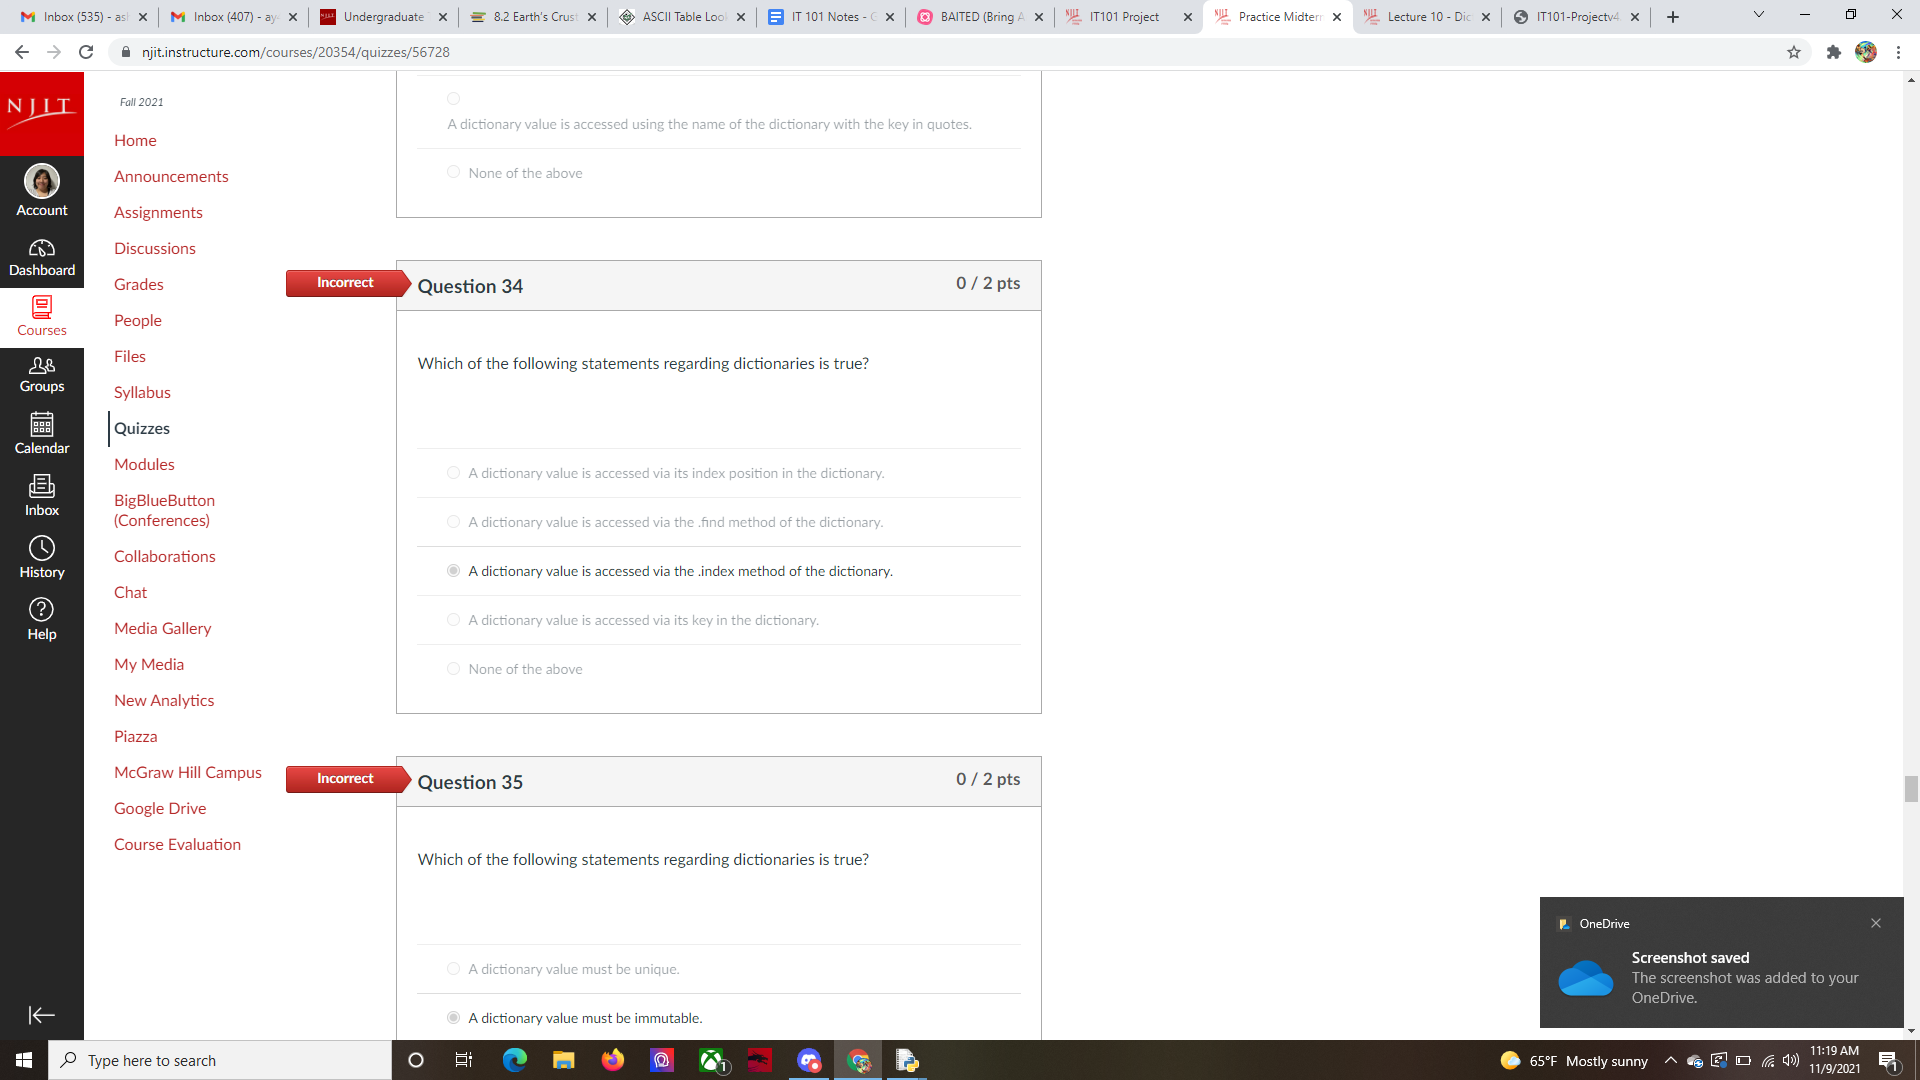 Inbox (535) - as
Inbox (407) - ay
Undergraduate
8.2 Earth's Crust
ASCII Table Look
IT 101 Notes - G
BAITED (Bring A
IT101 Project
Practice Midterm
Lecture 10 - Dic
IT101-Projectv4
njit.instructure.com/courses/20354/quizzes/56728
NJIT
Account
Dashboard
Courses
Groups
Calendar
Inbox
History
Help
Fall 2021
Home
Announcements
Assignments
Discussions
Grades
People
Files
Syllabus
Quizzes
Modules
BigBlueButton
(Conferences)
Collaborations
Chat
Media Gallery
My Media
New Analytics
Piazza
McGraw Hill Campus
Google Drive
Course Evaluation
A dictionary value is accessed using the name of the dictionary with the key in quotes.
None of the above
Incorrect
Question 34
0 / 2 pts
Which of the following statements regarding dictionaries is true?
A dictionary value is accessed via its index position in the dictionary.
A dictionary value is accessed via the .find method of the dictionary.
A dictionary value is accessed via the .index method of the dictionary.
A dictionary value is accessed via its key in the dictionary.
None of the above
Incorrect
Question 35
0 / 2 pts
Which of the following statements regarding dictionaries is true?
A dictionary value must be unique.
A dictionary value must be immutable.
OneDrive
Screenshot saved
The screenshot was added to your
OneDrive.
Type here to search
1
65°F Mostly sunny
11:19 AM
11/9/2021
1